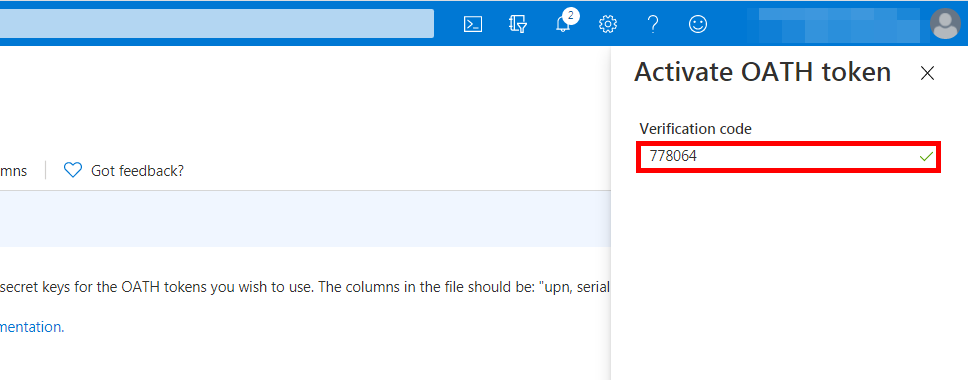 2
Activate OATH token
Verification code
778064
mns
Got feedback?
secret keys for the OATH tokens you wish to use. The columns in the file should be: "upn, serial
mentation.